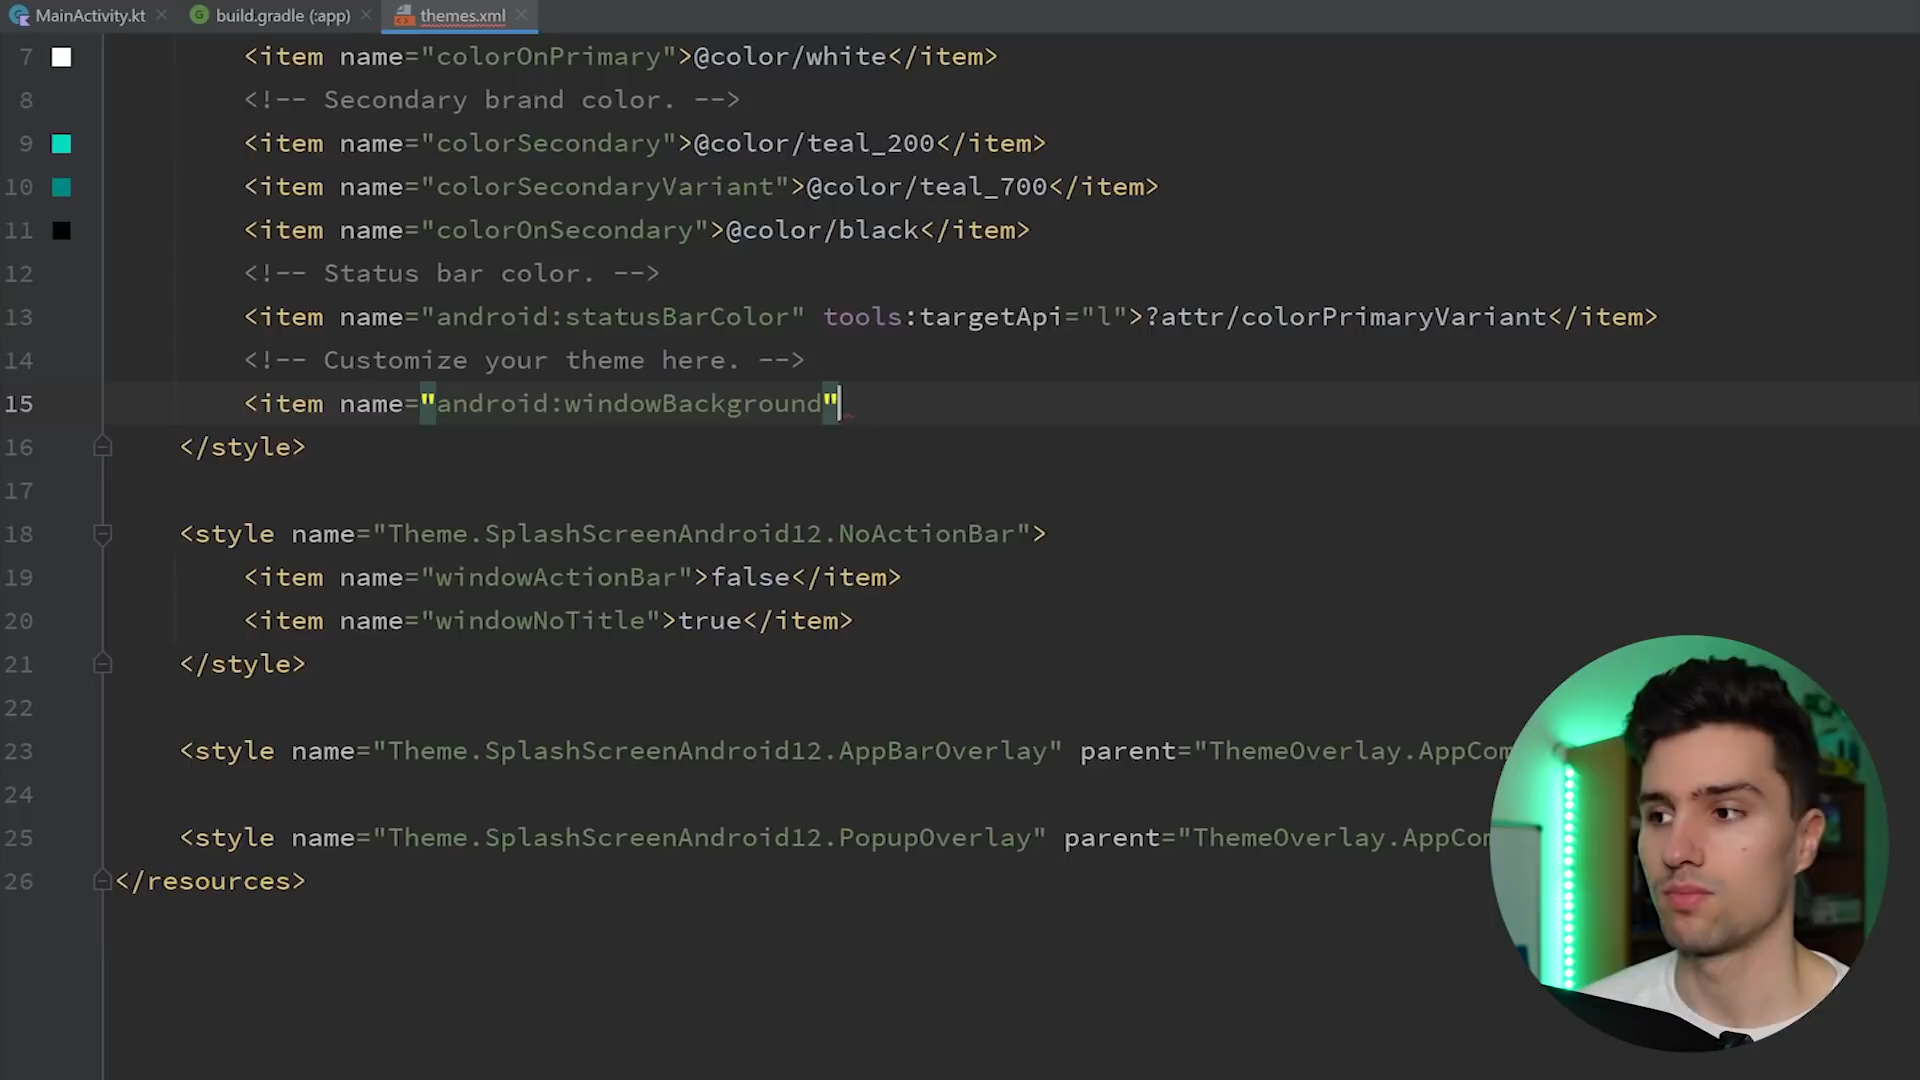 MainActivity.kt build.gradle (:app) themes.xml
7 <item name="colorOnPrimary">@color/white</item>
8 <!-- Secondary brand color. -->
9 <item name="colorSecondary">@color/teal_200</item>
10 <item name="colorSecondaryVariant">@color/teal_700</item>
11 <item name="colorOnSecondary">@color/black</item>
12 <!-- Status bar color. -->
13 <item name="android:statusBarColor" tools:targetApi="l">?attr/colorPrimaryVariant</item>
14 <!-- Customize your theme here. -->
15 <item name="android:windowBackground"
16 </style>
17
18 <style name="Theme.SplashScreenAndroid12.NoActionBar">
19 <item name="windowActionBar">false</item>
20 <item name="windowNoTitle">true</item>
21 </style>
22
23 <style name="Theme.SplashScreenAndroid12.AppBarOverlay" parent="ThemeOverlay.AppCom
24
25 <style name="Theme.SplashScreenAndroid12.PopupOverlay" parent="ThemeOverlay.AppCom
26 </resources>